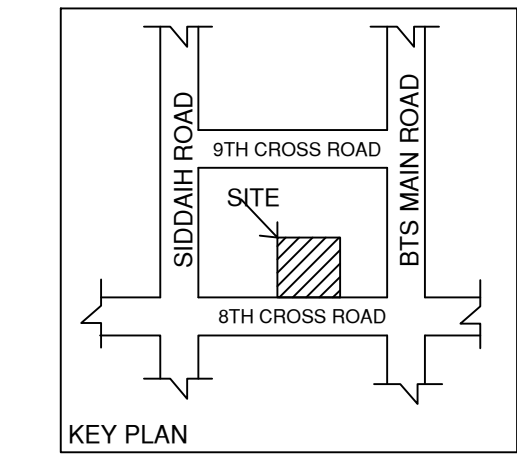 SIDDAIH ROAD
BTS MAIN ROAD
9TH CROSS ROAD
SITE
8TH CROSS ROAD
KEY PLAN